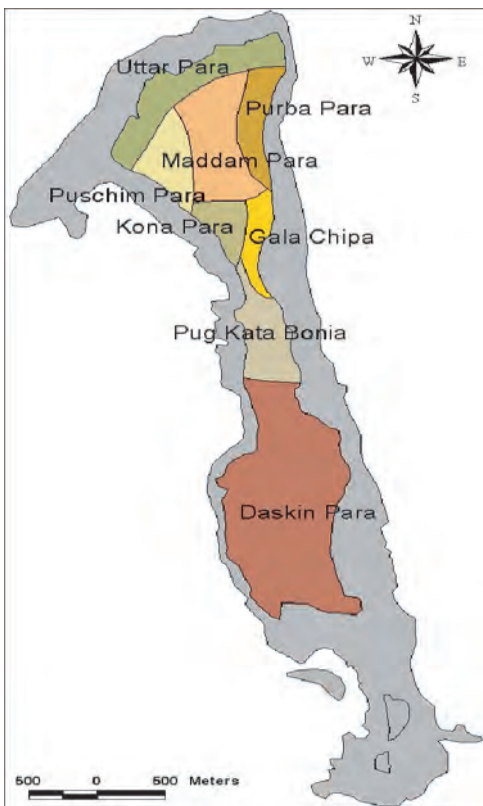 N
W E
S
Uttar Para
Purba Para
Maddam Para
Puschim Para
Kona Para
Gala Chipa
Pug Kata Bonia
Daskin Para
500 0 500 Meters